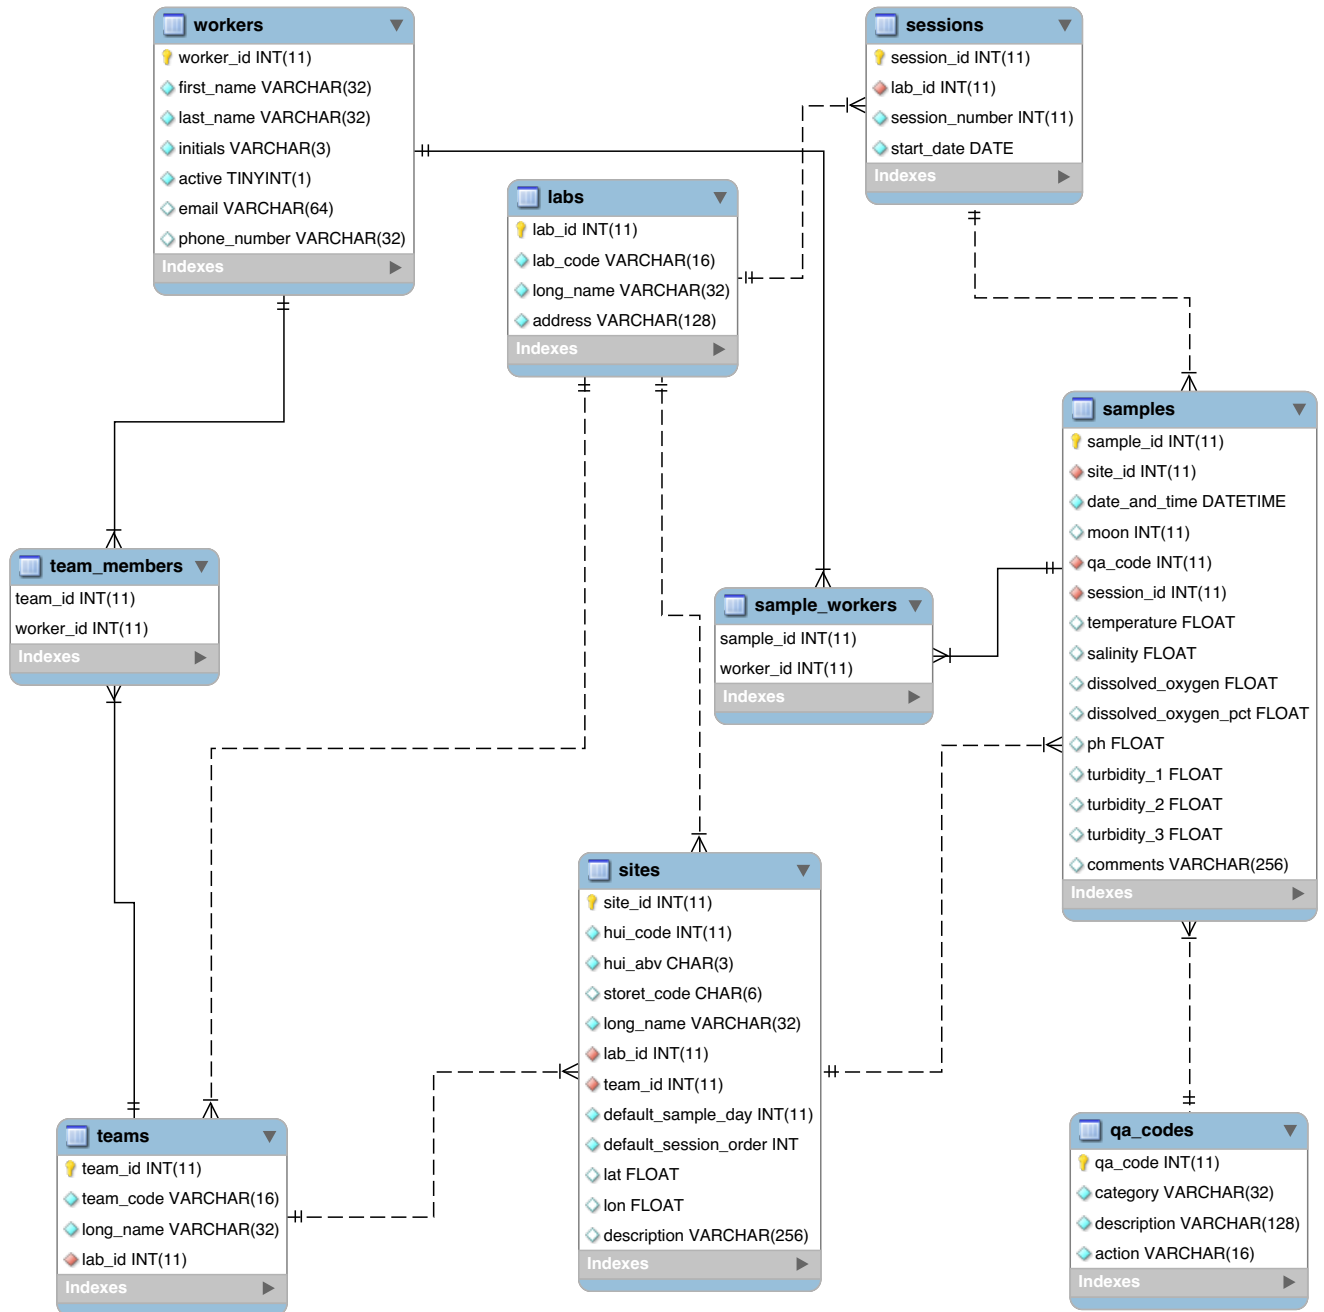 workers
worker_id INT(11)
first_name VARCHAR(32)
last_name VARCHAR(32)
initials VARCHAR(3)
active TINYINT(1)
email VARCHAR(64)
phone_number VARCHAR(32)
Indexes
sessions
session_id INT(11)
lab_id INT(11)
session_number INT(11)
start_date DATE
Indexes
labs
lab_id INT(11)
lab_code VARCHAR(16)
long_name VARCHAR(32)
address VARCHAR(128)
Indexes
samples
sample_id INT(11)
site_id INT(11)
date_and_time DATETIME
moon INT(11)
qa_code INT(11)
session_id INT(11)
temperature FLOAT
salinity FLOAT
dissolved_oxygen FLOAT
dissolved_oxygen_pct FLOAT
ph FLOAT
turbidity_1 FLOAT
turbidity_2 FLOAT
turbidity_3 FLOAT
comments VARCHAR(256)
Indexes
team_members
team_id INT(11)
worker_id INT(11)
Indexes
sample_workers
sample_id INT(11)
worker_id INT(11)
Indexes
sites
site_id INT(11)
hui_code INT(11)
hui_abv CHAR(3)
storet_code CHAR(6)
long_name VARCHAR(32)
lab_id INT(11)
team_id INT(11)
default_sample_day INT(11)
default_session_order INT
lat FLOAT
lon FLOAT
description VARCHAR(256)
Indexes
teams
team_id INT(11)
team_code VARCHAR(16)
long_name VARCHAR(32)
lab_id INT(11)
Indexes
qa_codes
qa_code INT(11)
category VARCHAR(32)
description VARCHAR(128)
action VARCHAR(16)
Indexes